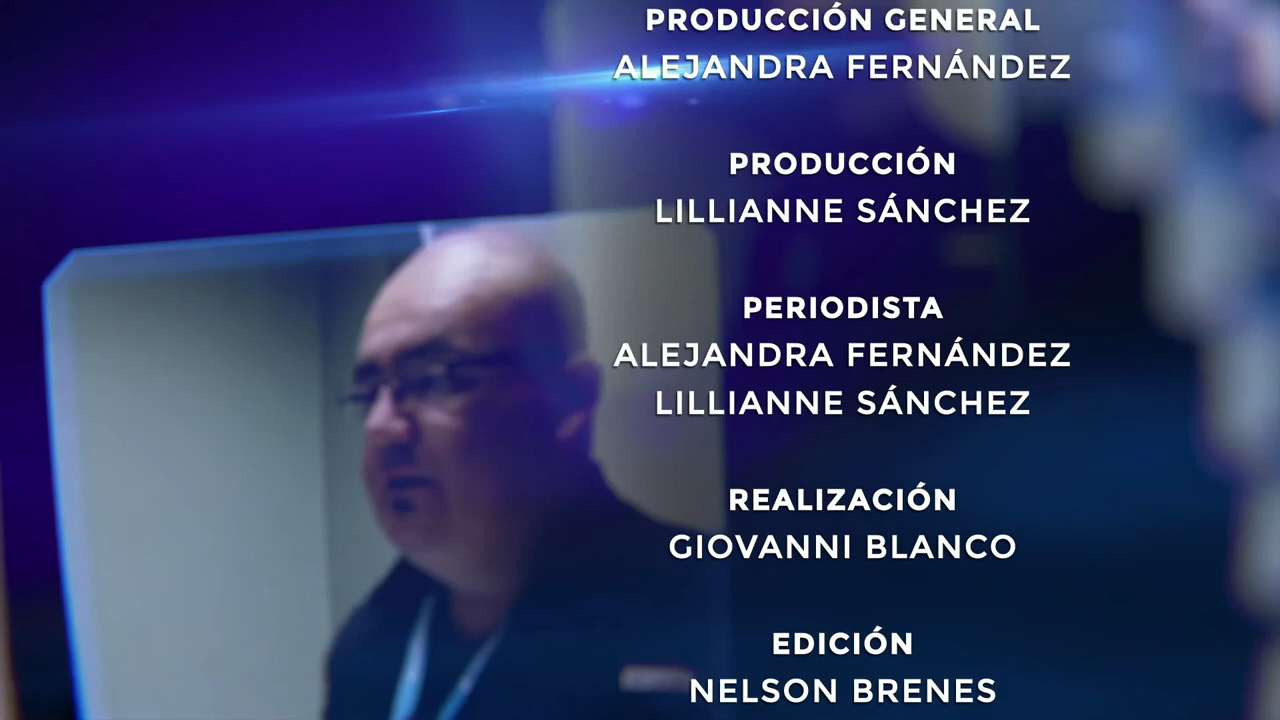 PRODUCCIÓN GENERAL
ALEJANDRA FERNÁNDEZ
PRODUCCIÓN
LILLIANNE SÁNCHEZ
PERIODISTA
ALEJANDRA FERNÁNDEZ
LILLIANNE SÁNCHEZ
REALIZACIÓN
GIOVANNI BLANCO
EDICIÓN
NELSON BRENES